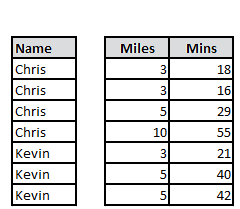 Name Miles Mins
Chris 3 18
Chris 3 16
Chris 5 29
Chris 10 55
Kevin 3 21
Kevin 5 40
Kevin 5 42